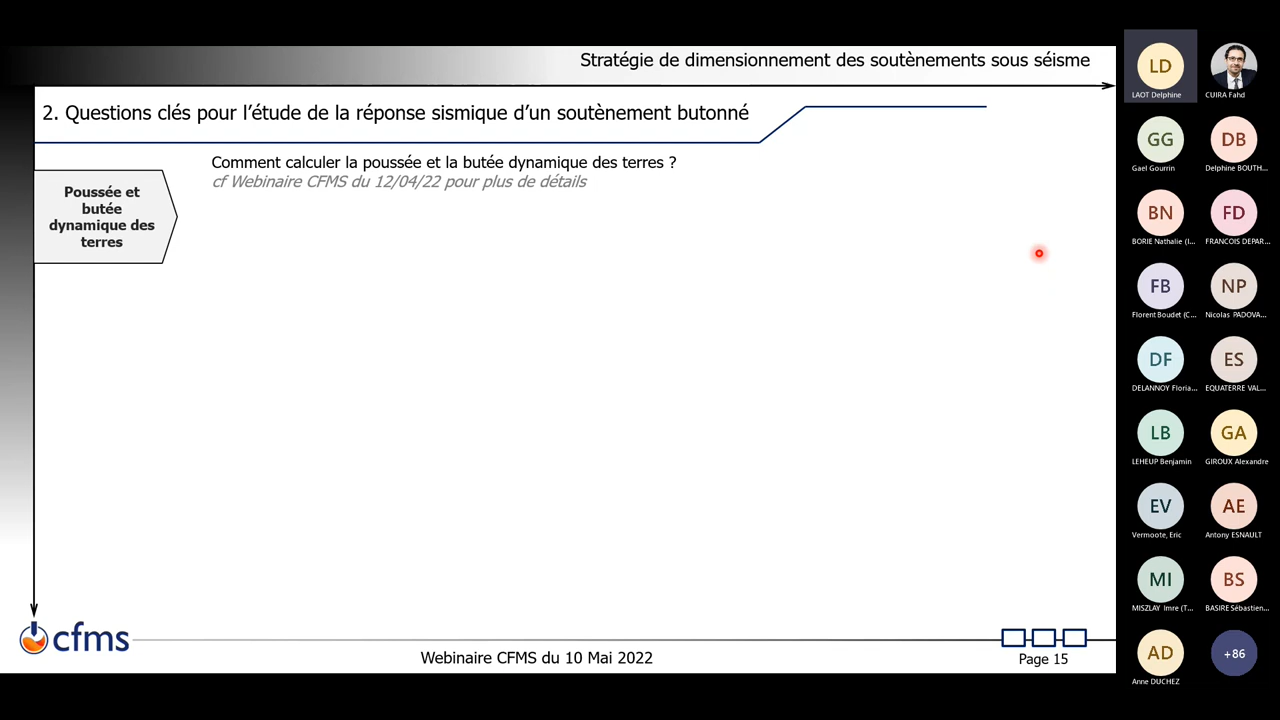 Stratégie de dimensionnement des soutènements sous séisme
2. Questions clés pour l'étude de la réponse sismique d'un soutènement butonné
Comment calculer la poussée et la butée dynamique des terres ?
cf Webinaire CFMS du 12/04/22 pour plus de détails
Poussée et
butée
dynamique des
terres
cfms
Webinaire CFMS du 10 Mai 2022
Page 15
LD
LAOT Delphine
CUIRA Fahd
GG
Gael Gourrin
DB
Delphine BOUTH...
BN
BORIE Nathalie (I...
FD
FRANCOIS DEPAR...
FB
Florent Boudet (C...
NP
Nicolas PADOVA...
DF
DELANNOY Floria...
ES
EQUATERRE VAL...
LB
LEHEUP Benjamin
GA
GIROUX Alexandre
EV
Vermoote, Eric
AE
Antony ESNAULT
MI
MISZLAY Imre (T...
BS
BASIRE Sébastien...
AD
Anne DUCHEZ
+86